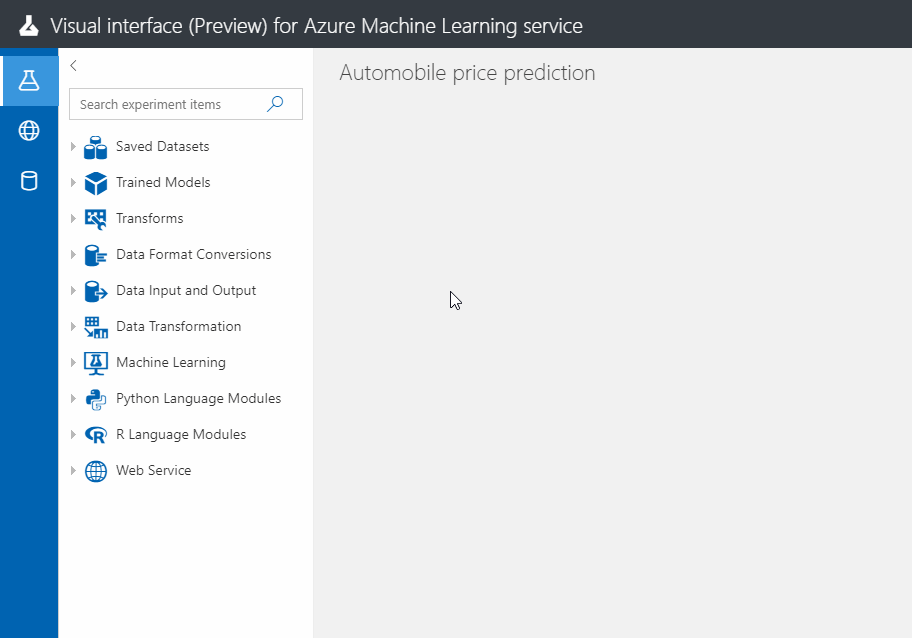 Visual interface (Preview) for Azure Machine Learning service
Automobile price prediction
Search experiment items
Saved Datasets
Trained Models
Transforms
Data Format Conversions
Data Input and Output
Data Transformation
Machine Learning
Python Language Modules
R Language Modules
Web Service